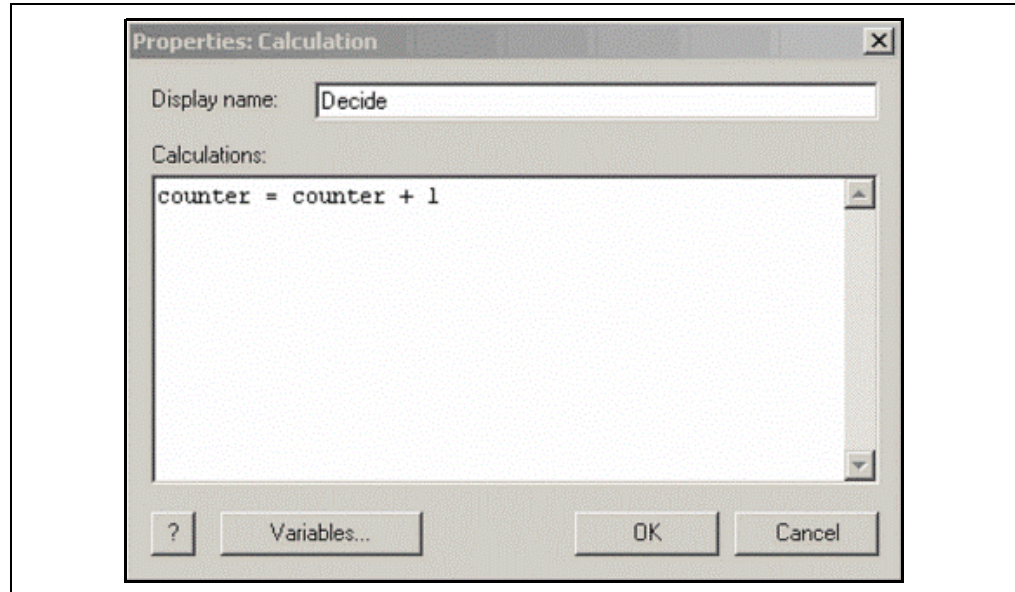 Properties: Calculation
Display name: Decide
Calculations:
counter = counter + 1
? Variables... OK Cancel